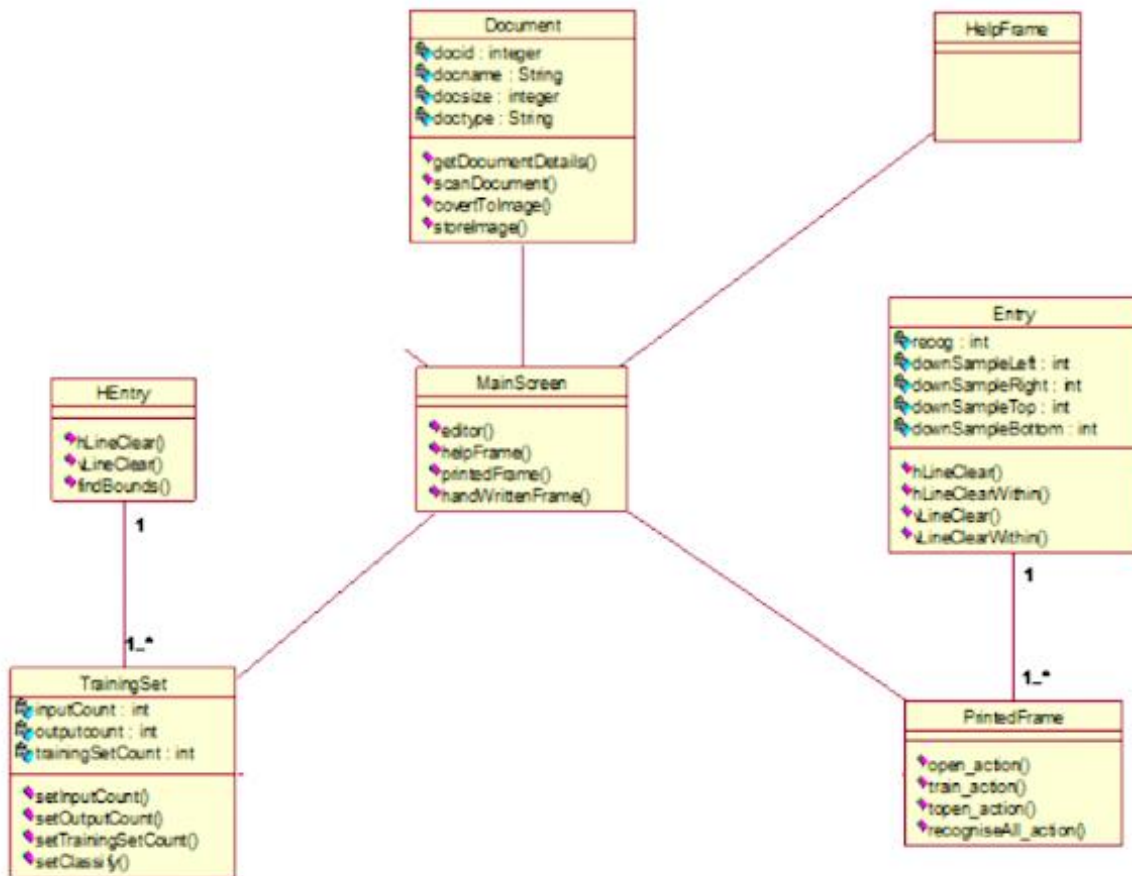 Document
docid : integer
docname : String
docsize : integer
doctype : String
getDocumentDetails()
scanDocument()
covertToImage()
storeImage()
HelpFrame
MainScreen
editor()
helpFrame()
printedFrame()
handWrittenFrame()
HEntry
hLineClear()
vLineClear()
findBounds()
1
1..*
Entry
recog : int
downSampleLeft : int
downSampleRight : int
downSampleTop : int
downSampleBottom : int
hLineClear()
hLineClearWithin()
vLineClear()
vLineClearWithin()
1
1..*
TrainingSet
inputCount : int
outputcount : int
trainingSetCount : int
setInputCount()
setOutputCount()
setTrainingSetCount()
setClassify()
PrintedFrame
open_action()
train_action()
topen_action()
recogniseAll_action()